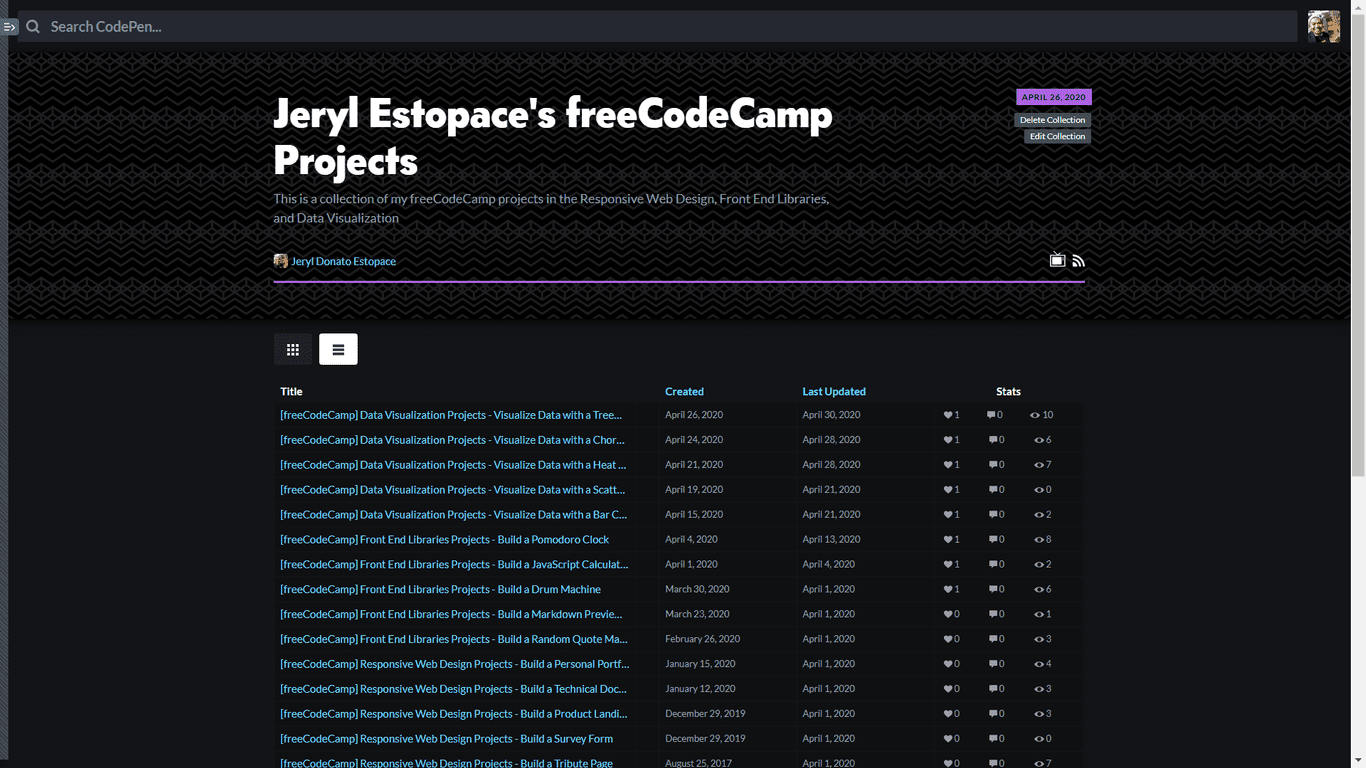 Search CodePen...
Jeryl Estopace's freeCodeCamp
Projects
APRIL 26, 2020
Delete Collection
Edit Collection
This is a collection of my freeCodeCamp projects in the Responsive Web Design, Front End Libraries,
and Data Visualization
Jeryl Donato Estopace
Title Created Last Updated Stats
[freeCodeCamp] Data Visualization Projects - Visualize Data with a Tree... April 26, 2020 April 30, 2020 1 0 10
[freeCodeCamp] Data Visualization Projects - Visualize Data with a Chor... April 24, 2020 April 28, 2020 1 0 6
[freeCodeCamp] Data Visualization Projects - Visualize Data with a Heat ... April 21, 2020 April 28, 2020 1 0 7
[freeCodeCamp] Data Visualization Projects - Visualize Data with a Scatt... April 19, 2020 April 21, 2020 1 0 0
[freeCodeCamp] Data Visualization Projects - Visualize Data with a Bar C... April 15, 2020 April 21, 2020 1 0 2
[freeCodeCamp] Front End Libraries Projects - Build a Pomodoro Clock April 4, 2020 April 13, 2020 1 0 8
[freeCodeCamp] Front End Libraries Projects - Build a JavaScript Calculat... April 1, 2020 April 4, 2020 1 0 2
[freeCodeCamp] Front End Libraries Projects - Build a Drum Machine March 30, 2020 April 1, 2020 1 0 6
[freeCodeCamp] Front End Libraries Projects - Build a Markdown Previe... March 23, 2020 April 1, 2020 0 0 1
[freeCodeCamp] Front End Libraries Projects - Build a Random Quote Ma... February 26, 2020 April 1, 2020 0 0 3
[freeCodeCamp] Responsive Web Design Projects - Build a Personal Portf... January 15, 2020 April 1, 2020 0 0 4
[freeCodeCamp] Responsive Web Design Projects - Build a Technical Doc... January 12, 2020 April 1, 2020 0 0 3
[freeCodeCamp] Responsive Web Design Projects - Build a Product Landi... December 29, 2019 April 1, 2020 0 0 3
[freeCodeCamp] Responsive Web Design Projects - Build a Survey Form December 29, 2019 April 1, 2020 0 0 0
[freeCodeCamp] Responsive Web Design Projects - Build a Tribute Page August 25, 2017 April 1, 2020 0 0 7